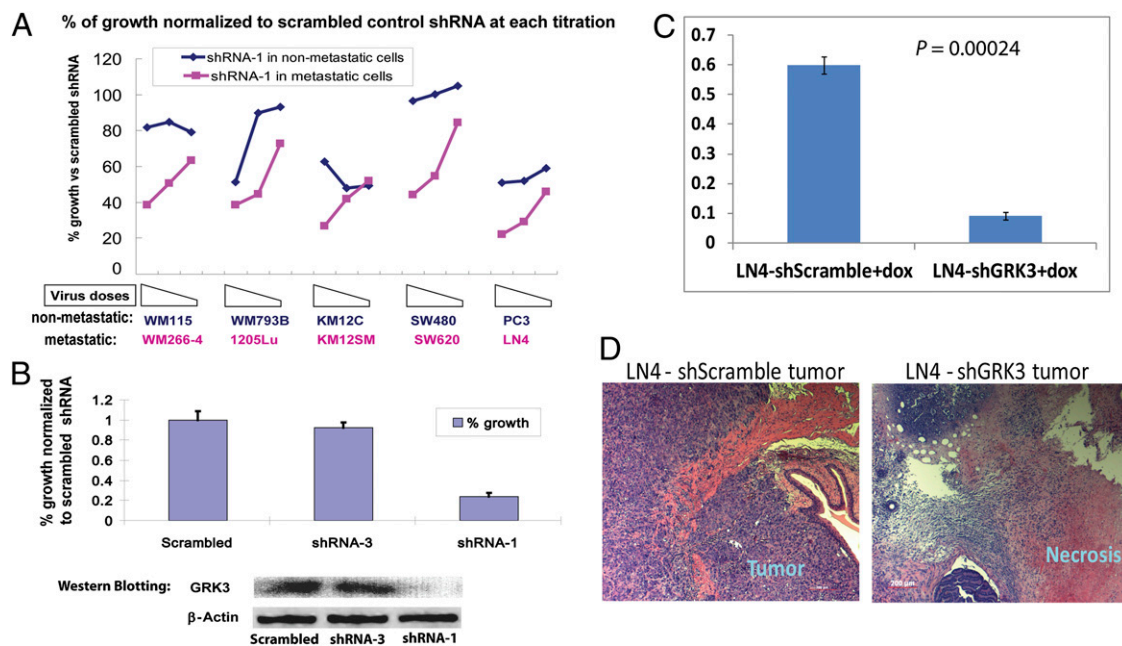 A
% of growth normalized to scrambled control shRNA at each titration
% growth vs scrambled shRNA
120
100
80
60
40
20
0
shRNA-1 in non-metastatic cells
shRNA-1 in metastatic cells
Virus doses
non-metastatic: WM115 WM793B KM12C SW480 PC3
metastatic: WM266-4 1205Lu KM12SM SW620 LN4
B
% growth normalized
to scrambled shRNA
1.2
1
0.8
0.6
0.4
0.2
0
% growth
Scrambled shRNA-3 shRNA-1
Western Blotting: GRK3
β-Actin
Scrambled shRNA-3 shRNA-1
C
0.7
0.6
0.5
0.4
0.3
0.2
0.1
0
P = 0.00024
LN4-shScramble+dox LN4-shGRK3+dox
D
LN4 - shScramble tumor
LN4 - shGRK3 tumor
Tumor
Necrosis
200 µm